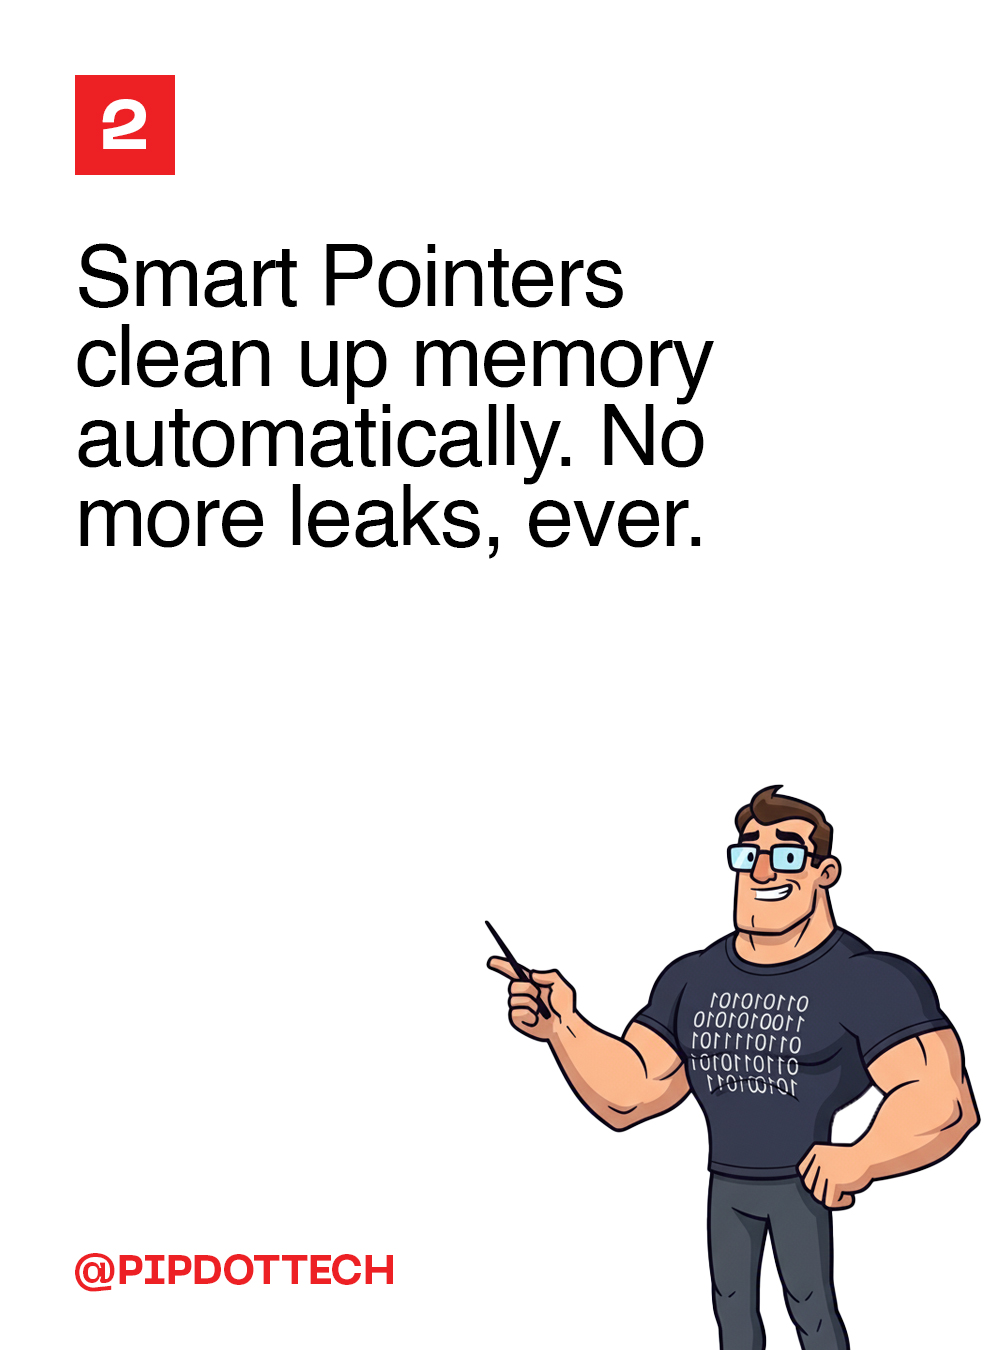 2
Smart Pointers
clean up memory
automatically. No
more leaks, ever.
@PIPDOTTECH